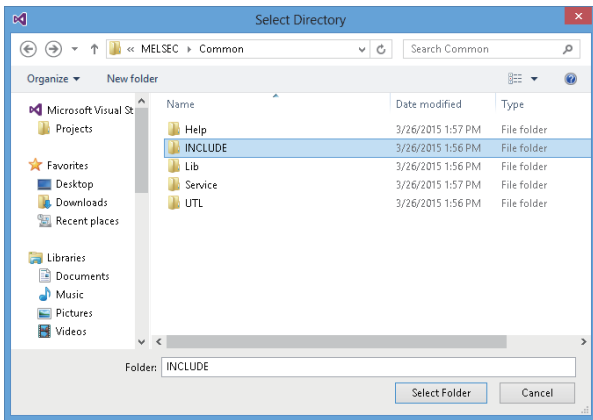 Select Directory
« MELSEC Common
Search Common
Organize New folder
Name Date modified Type
Microsoft Visual St
Projects
Favorites
Desktop
Downloads
Recent places
Libraries
Documents
Music
Pictures
Videos
Help 3/26/2015 1:57 PM File folder
INCLUDE 3/26/2015 1:56 PM File folder
Lib 3/26/2015 1:56 PM File folder
Service 3/26/2015 1:57 PM File folder
UTL 3/26/2015 1:56 PM File folder
Folder: INCLUDE
Select Folder Cancel